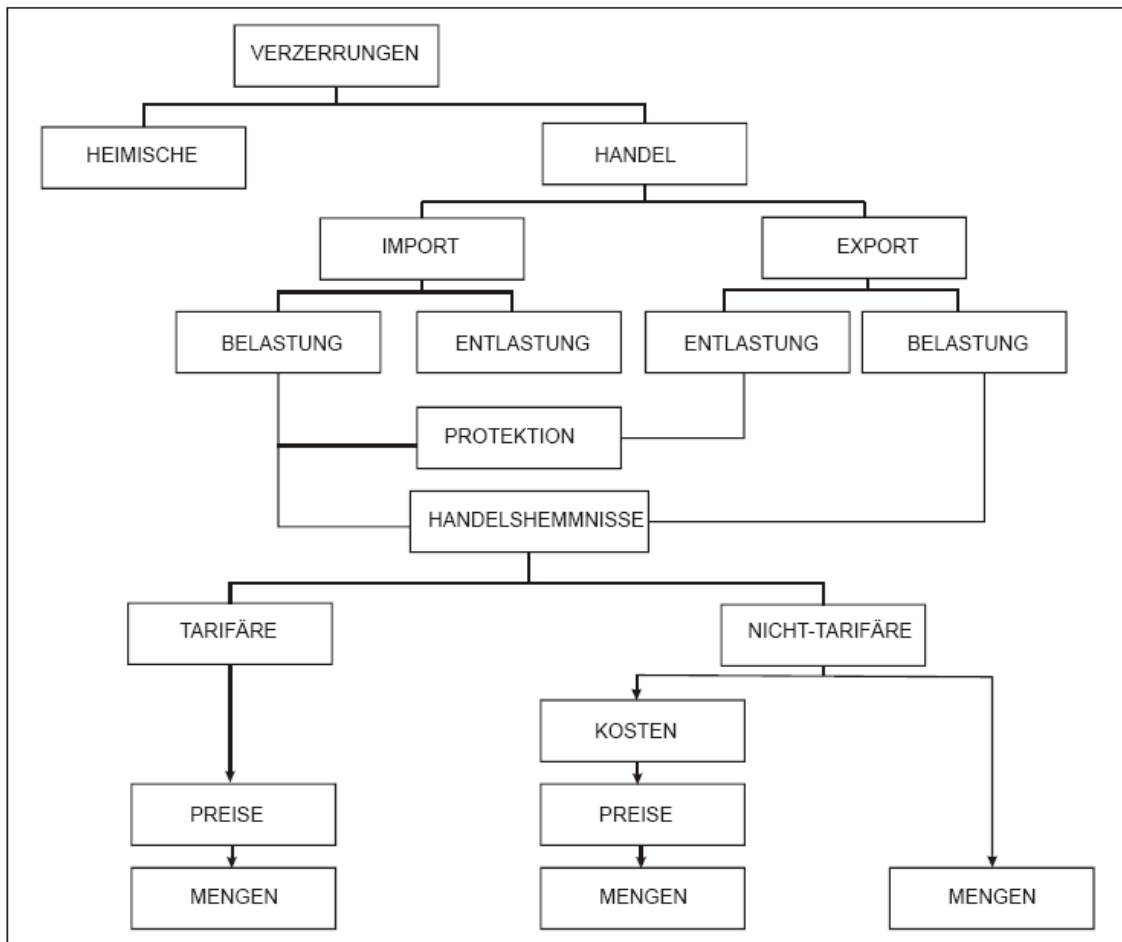 VERZERRUNGEN
HEIMISCHE
HANDEL
IMPORT
EXPORT
BELASTUNG
ENTLASTUNG
ENTLASTUNG
BELASTUNG
PROTEKTION
HANDELSHEMMNISSE
TARIFÄRE
NICHT-TARIFÄRE
KOSTEN
PREISE
PREISE
MENGEN
MENGEN
MENGEN